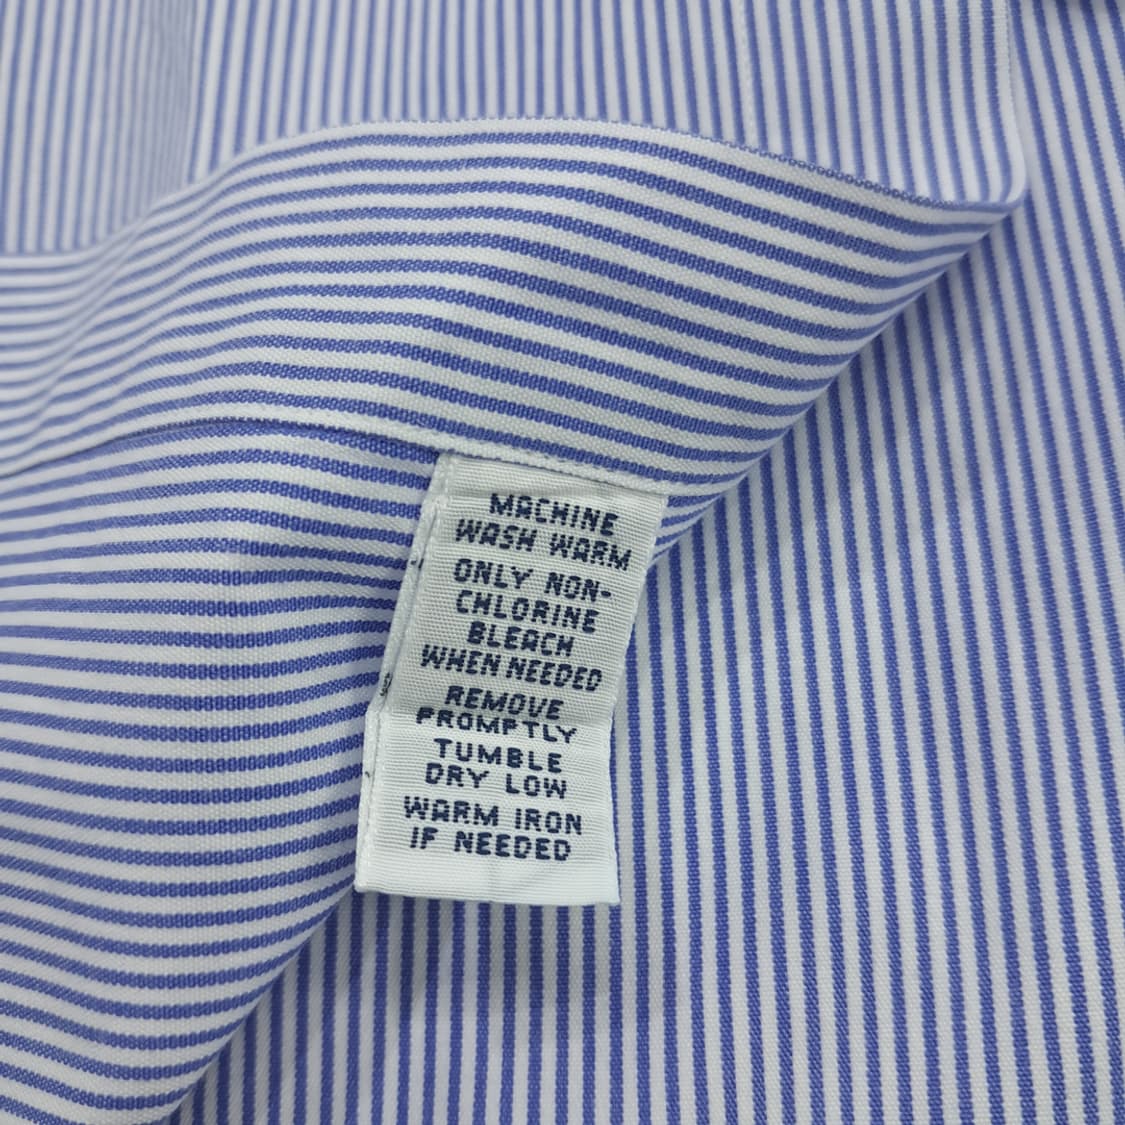 MACHINE
WASH WARM
ONLY NON-
CHLORINE
BLEACH
WHEN NEEDED
REMOVE
PROMPTLY
TUMBLE
DRY LOW
WARM IRON
IF NEEDED